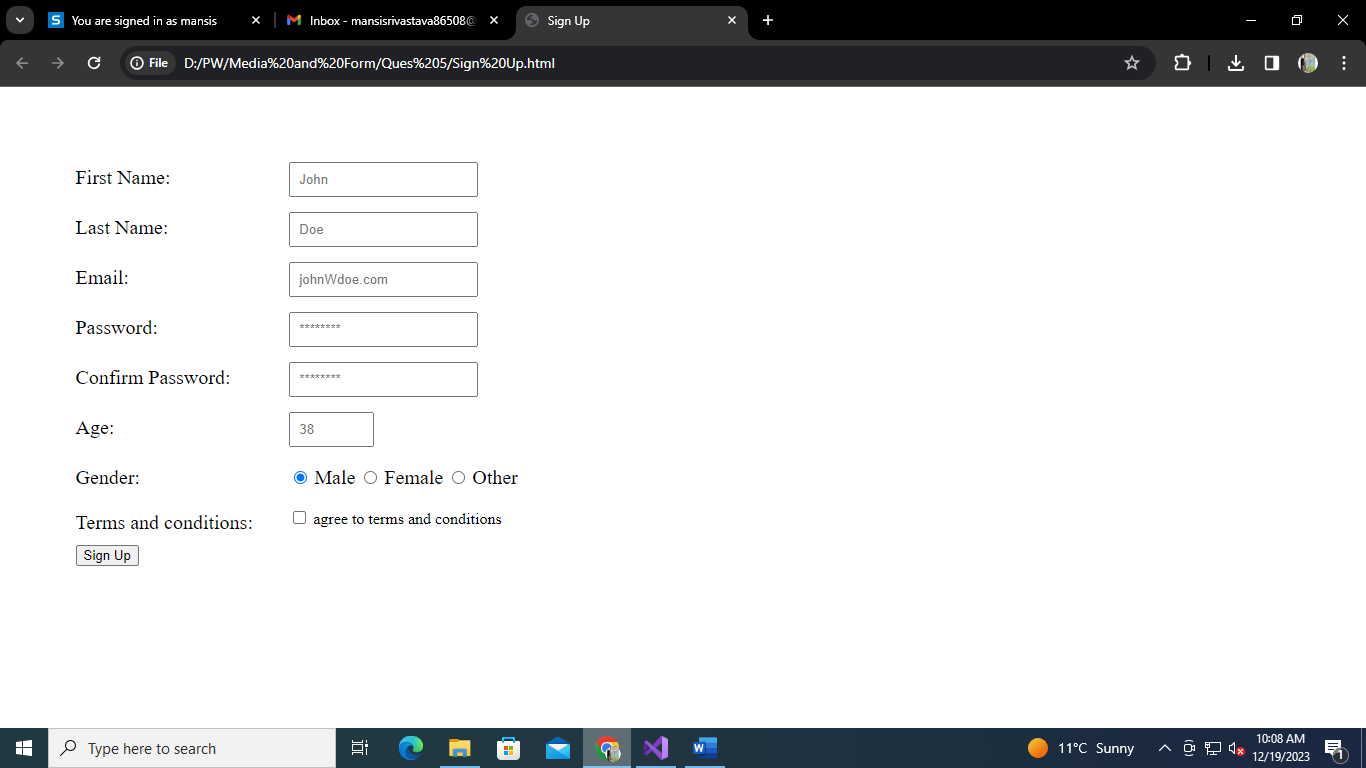 You are signed in as mansis
Inbox - mansisrivastava86508@
Sign Up
File D:/PW/Media%20and%20Form/Ques%205/Sign%20Up.html
First Name: John
Last Name: Doe
Email: johnWdoe.com
Password: ********
Confirm Password: ********
Age: 38
Gender: Male Female Other
Terms and conditions: agree to terms and conditions
Sign Up
Type here to search
11°C Sunny
10:08 AM
12/19/2023
1